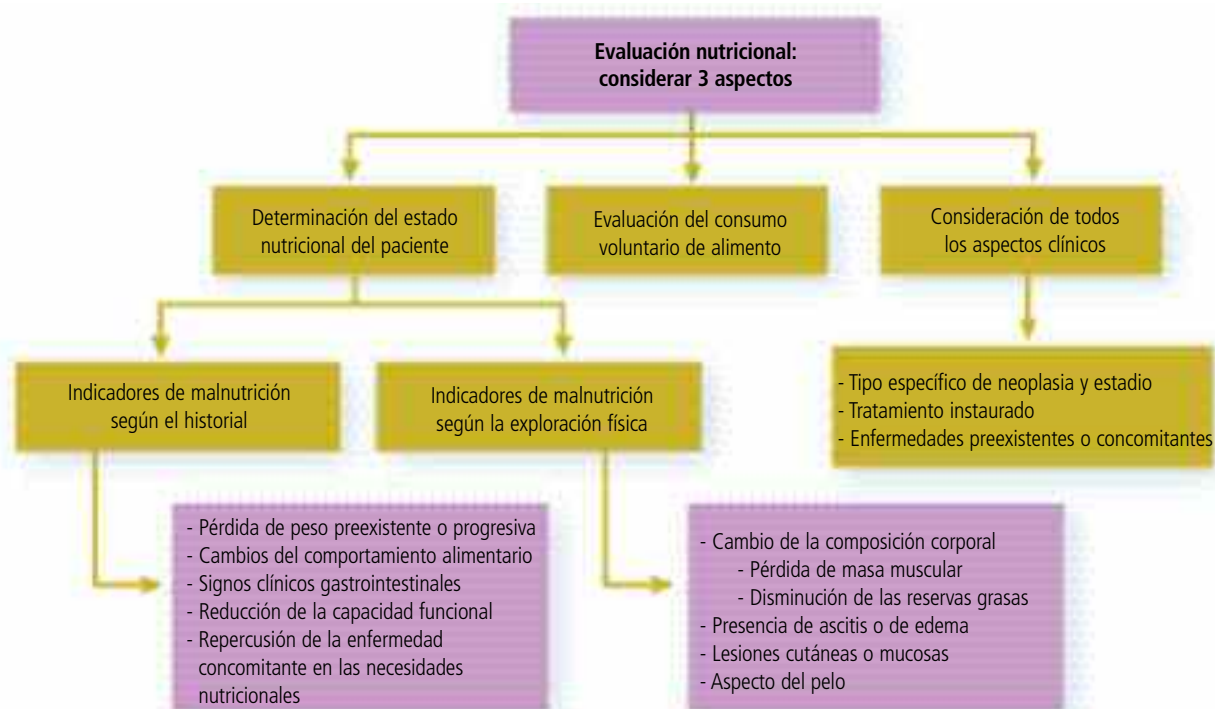 Evaluación nutricional:
considerar 3 aspectos
Determinación del estado
nutricional del paciente
Evaluación del consumo
voluntario de alimento
Consideración de todos
los aspectos clínicos
Indicadores de malnutrición
según el historial
Indicadores de malnutrición
según la exploración física
- Tipo específico de neoplasia y estadio
- Tratamiento instaurado
- Enfermedades preexistentes o concomitantes
- Pérdida de peso preexistente o progresiva
- Cambios del comportamiento alimentario
- Signos clínicos gastrointestinales
- Reducción de la capacidad funcional
- Repercusión de la enfermedad
concomitante en las necesidades
nutricionales
- Cambio de la composición corporal
- Pérdida de masa muscular
- Disminución de las reservas grasas
- Presencia de ascitis o de edema
- Lesiones cutáneas o mucosas
- Aspecto del pelo